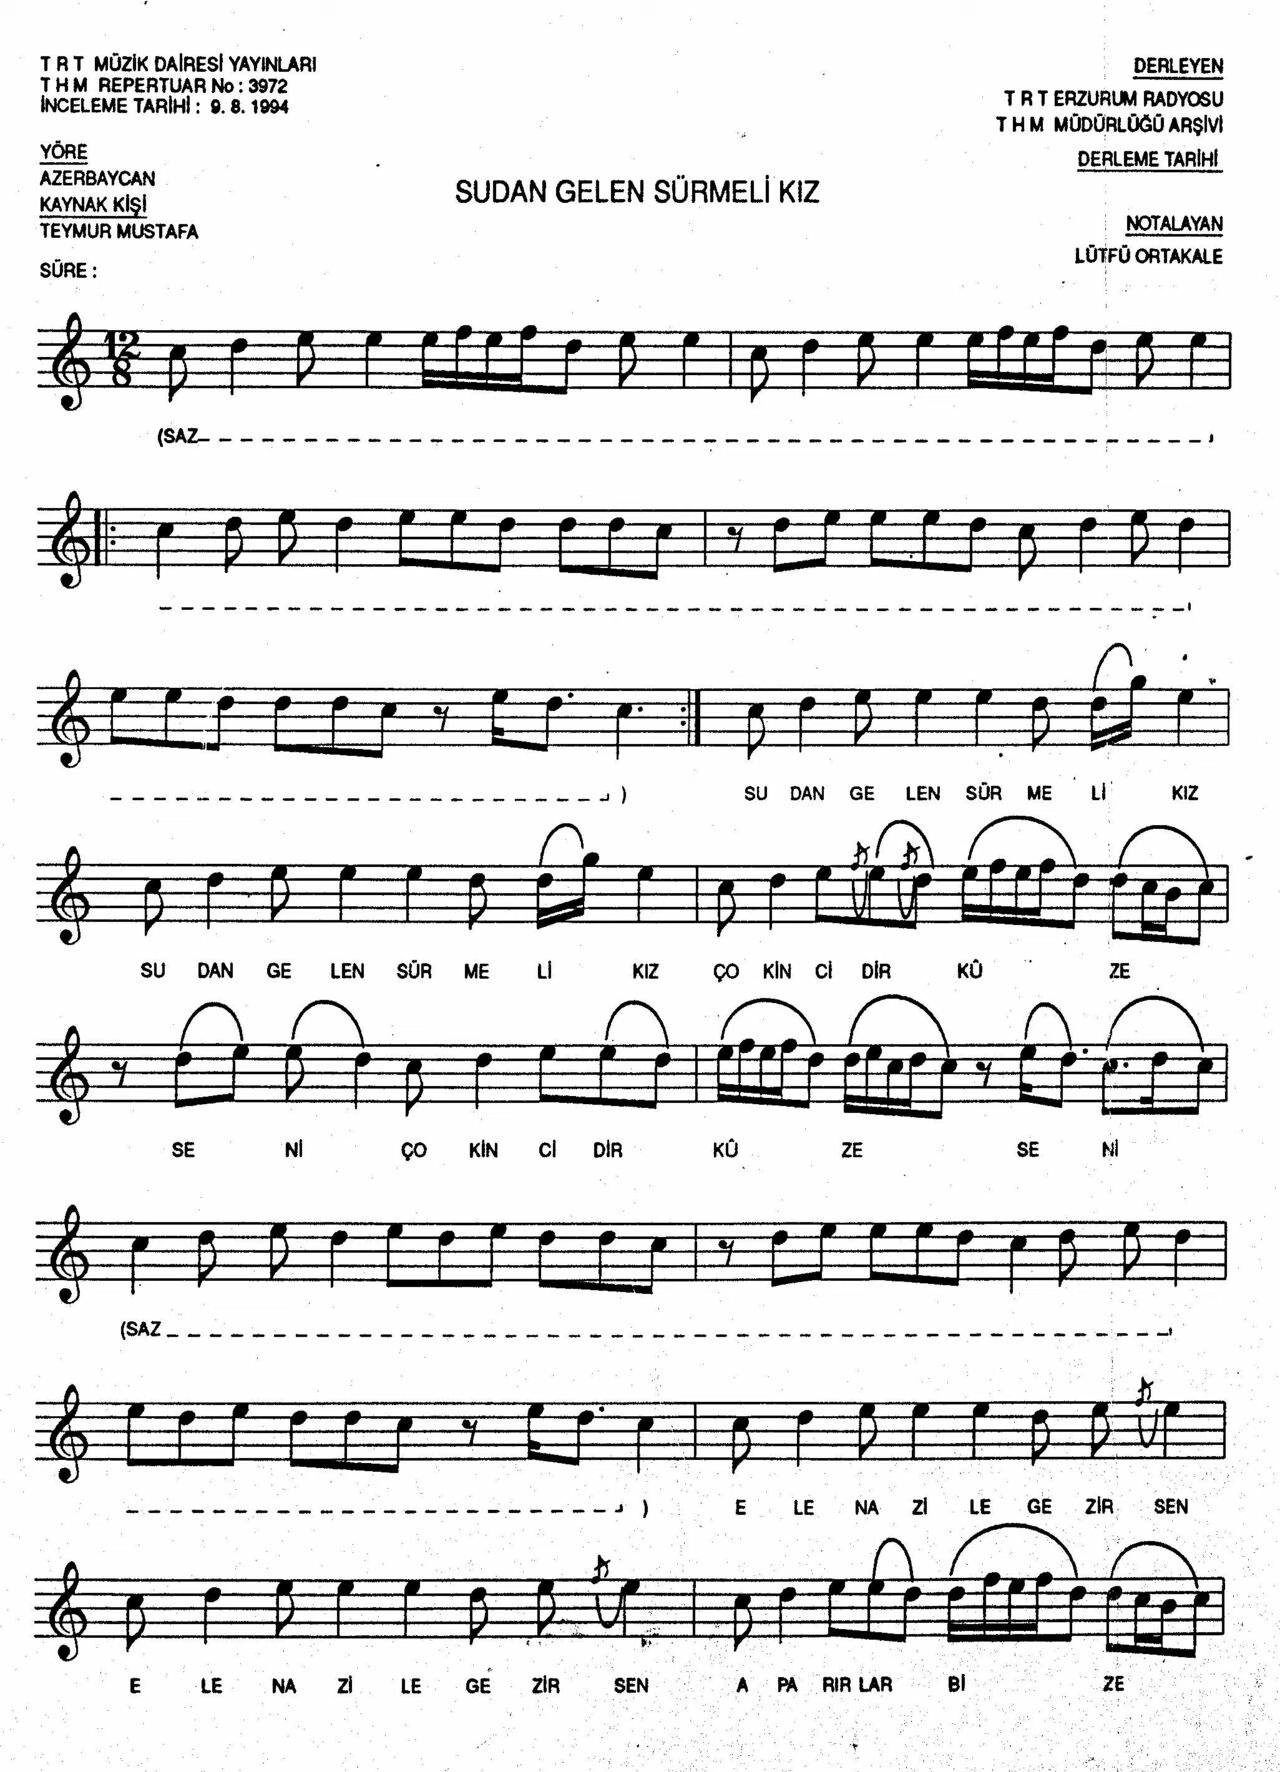 T R T MÜZİK DAİRESİ YAYINLARI
T H M REPERTUAR No : 3972
İNCELEME TARİHİ : 9. 8. 1994
DERLEYEN
T R T ERZURUM RADYOSU
T H M MÜDÜRLÜĞÜ ARŞİVİ
DERLEME TARİHİ
YÖRE
AZERBAYCAN
KAYNAK KİŞİ
TEYMUR MUSTAFA
SUDAN GELEN SÜRMELİ KIZ
NOTALAYAN
LÜTFÜ ORTAKALE
SÜRE :
12
8
(SAZ
)
SU DAN GE LEN SÜR ME Lİ KIZ
SU DAN GE LEN SÜR ME Lİ KIZ ÇO KİN Cİ DİR KÛ ZE
SE Nİ ÇO KİN Cİ DİR KÛ ZE SE Nİ
(SAZ
) E LE NA Zİ LE GE ZİR SEN
E LE NA Zİ LE GE ZİR SEN A PA RIR LAR Bİ ZE